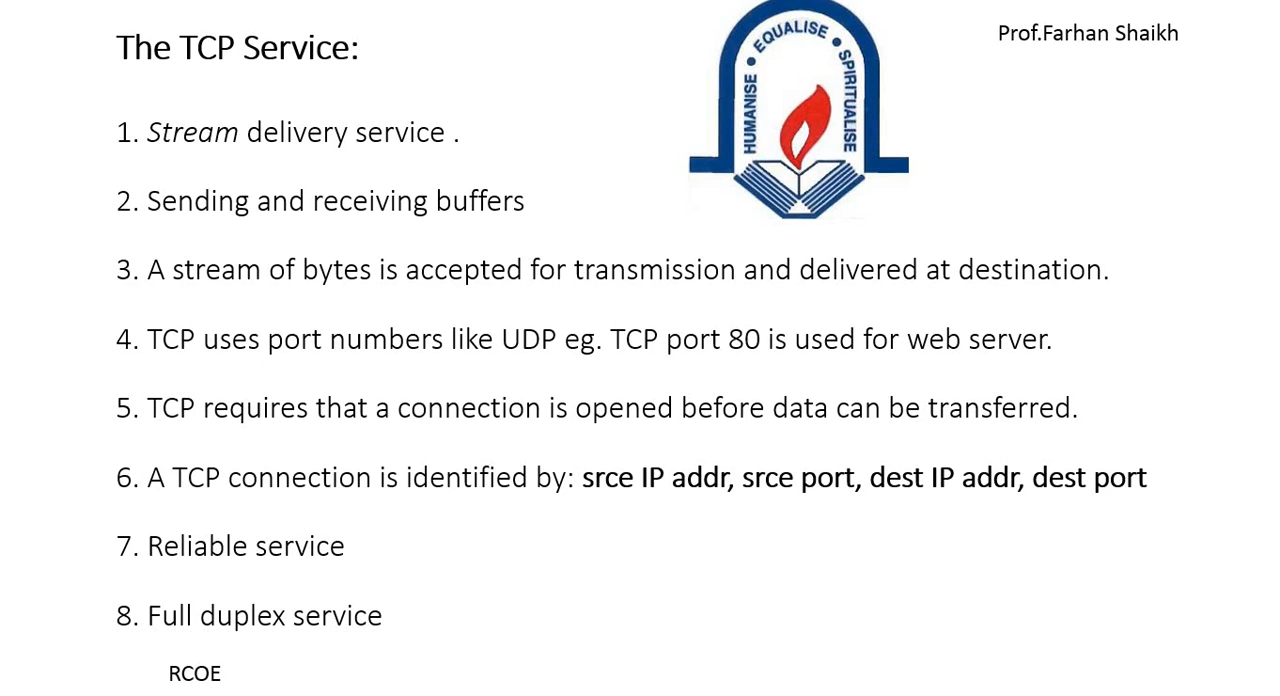 The TCP Service:
Prof.Farhan Shaikh
HUMANISE • EQUALISE • SPIRITUALISE
1. Stream delivery service .
2. Sending and receiving buffers
3. A stream of bytes is accepted for transmission and delivered at destination.
4. TCP uses port numbers like UDP eg. TCP port 80 is used for web server.
5. TCP requires that a connection is opened before data can be transferred.
6. A TCP connection is identified by: srce IP addr, srce port, dest IP addr, dest port
7. Reliable service
8. Full duplex service
RCOE